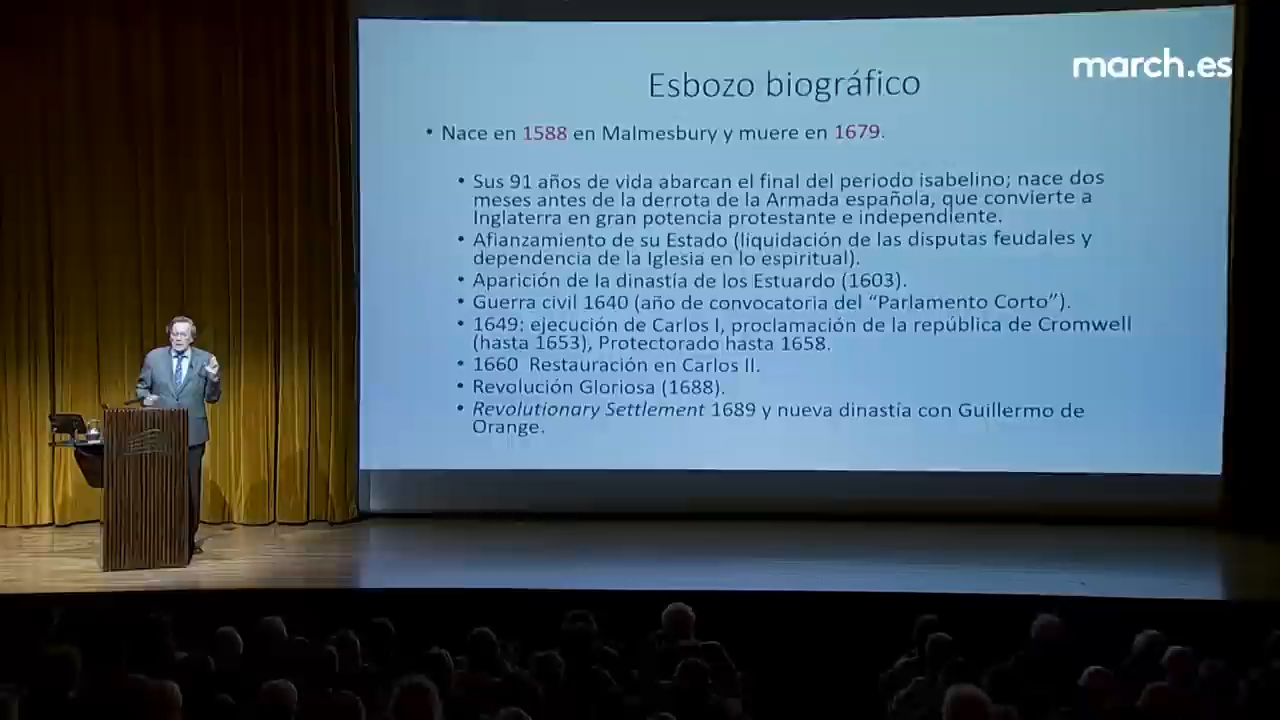 march.es
Esbozo biográfico
• Nace en 1588 en Malmesbury y muere en 1679.
• Sus 91 años de vida abarcan el final del periodo isabelino; nace dos
meses antes de la derrota de la Armada española, que convierte a
Inglaterra en gran potencia protestante e independiente.
• Afianzamiento de su Estado (liquidación de las disputas feudales y
dependencia de la Iglesia en lo espiritual).
• Aparición de la dinastía de los Estuardo (1603).
• Guerra civil 1640 (año de convocatoria del “Parlamento Corto”).
• 1649: ejecución de Carlos I, proclamación de la república de Cromwell
(hasta 1653), Protectorado hasta 1658.
• 1660 Restauración en Carlos II.
• Revolución Gloriosa (1688).
• Revolutionary Settlement 1689 y nueva dinastía con Guillermo de
Orange.